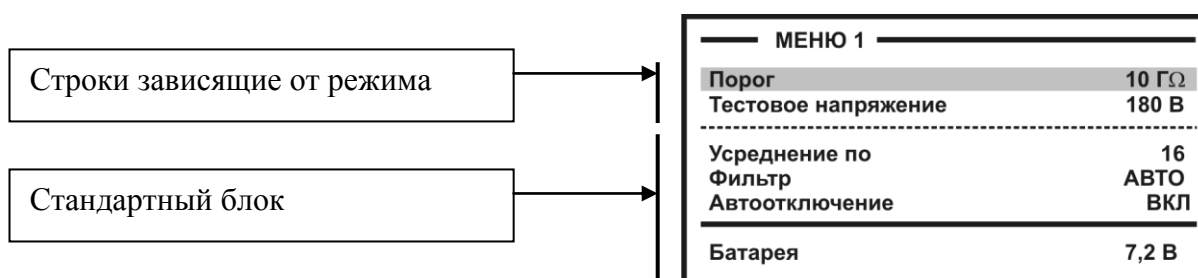 МЕНЮ 1
Строки зависящие от режима
Порог 10 ГΩ
Тестовое напряжение 180 В
Усреднение по 16
Стандартный блок
Фильтр АВТО
Автоотключение ВКЛ
Батарея 7,2 В